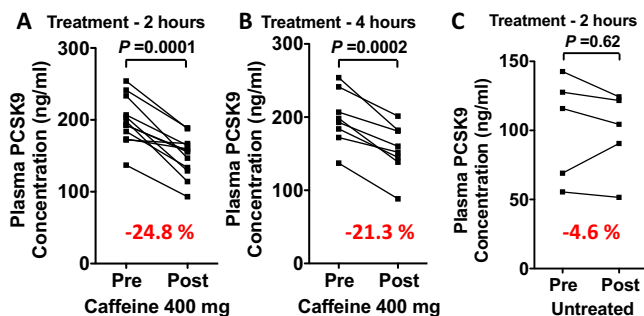 A Treatment - 2 hours
P =0.0001
Plasma PCSK9
Concentration (ng/ml)
300
200
100
0
-24.8 %
Pre Post
Caffeine 400 mg
B Treatment - 4 hours
P =0.0002
Plasma PCSK9
Concentration (ng/ml)
300
200
100
0
-21.3 %
Pre Post
Caffeine 400 mg
C Treatment - 2 hours
P =0.62
Plasma PCSK9
Concentration (ng/ml)
150
100
50
0
-4.6 %
Pre Post
Untreated